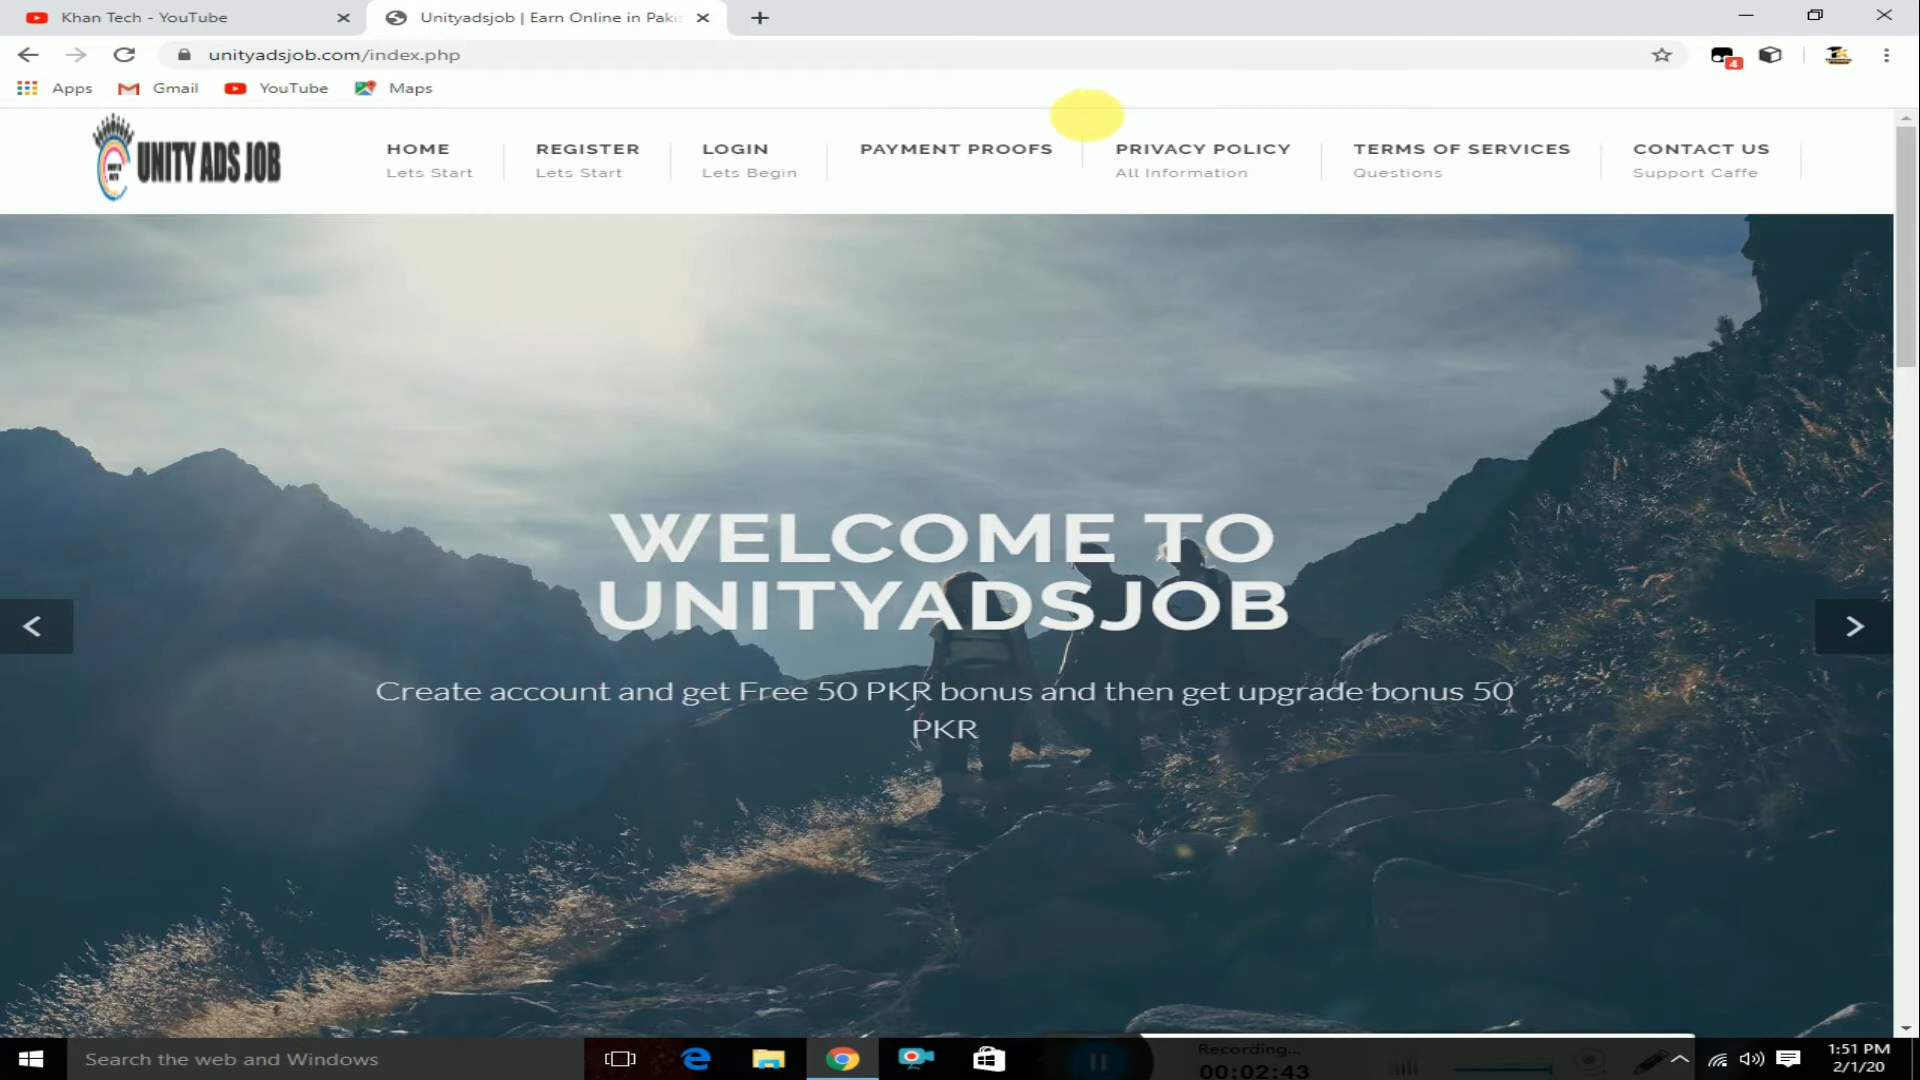 Khan Tech - YouTube
Unityadsjob | Earn Online in Paki
unityadsjob.com/index.php
4
Apps
Gmail
YouTube
Maps
UNITY ADS JOB
HOME
Lets Start
REGISTER
Lets Start
LOGIN
Lets Begin
PAYMENT PROOFS
PRIVACY POLICY
All Information
TERMS OF SERVICES
Questions
CONTACT US
Support Caffe
WELCOME TO
UNITYADSJOB
Create account and get Free 50 PKR bonus and then get upgrade bonus 50
PKR
Search the web and Windows
Recording...
00:02:43
1:51 PM
2/1/20